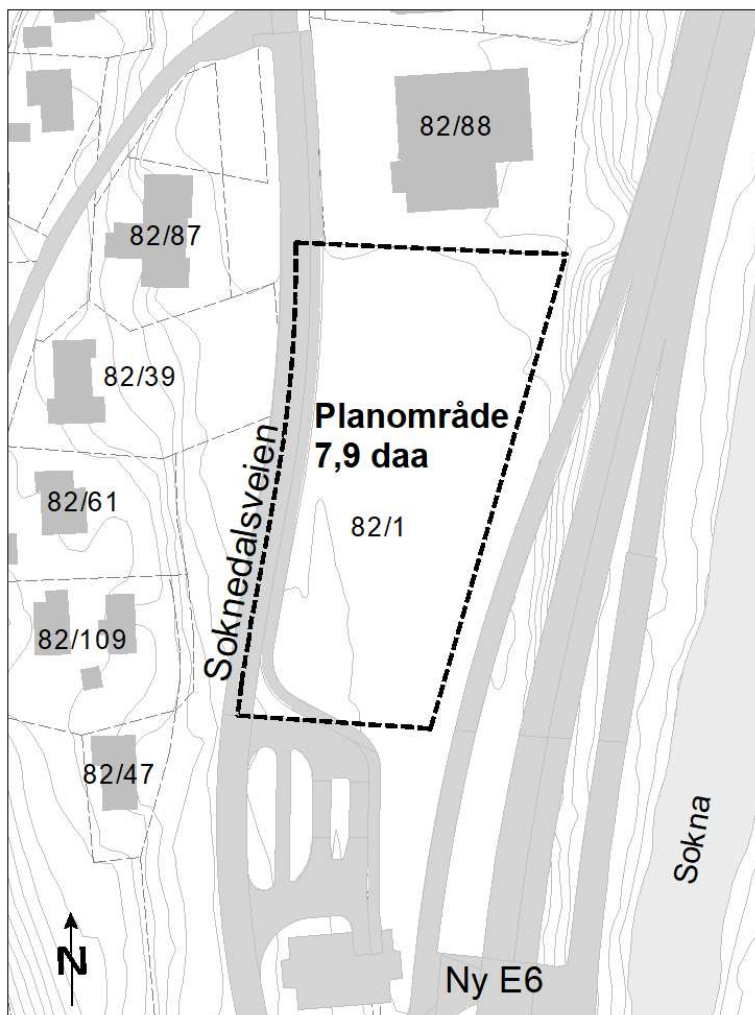 82/88
82/87
82/39
Planområde
7,9 daa
82/61
82/1
Soknedalsveien
82/109
82/47
Sokna
N
Ny E6